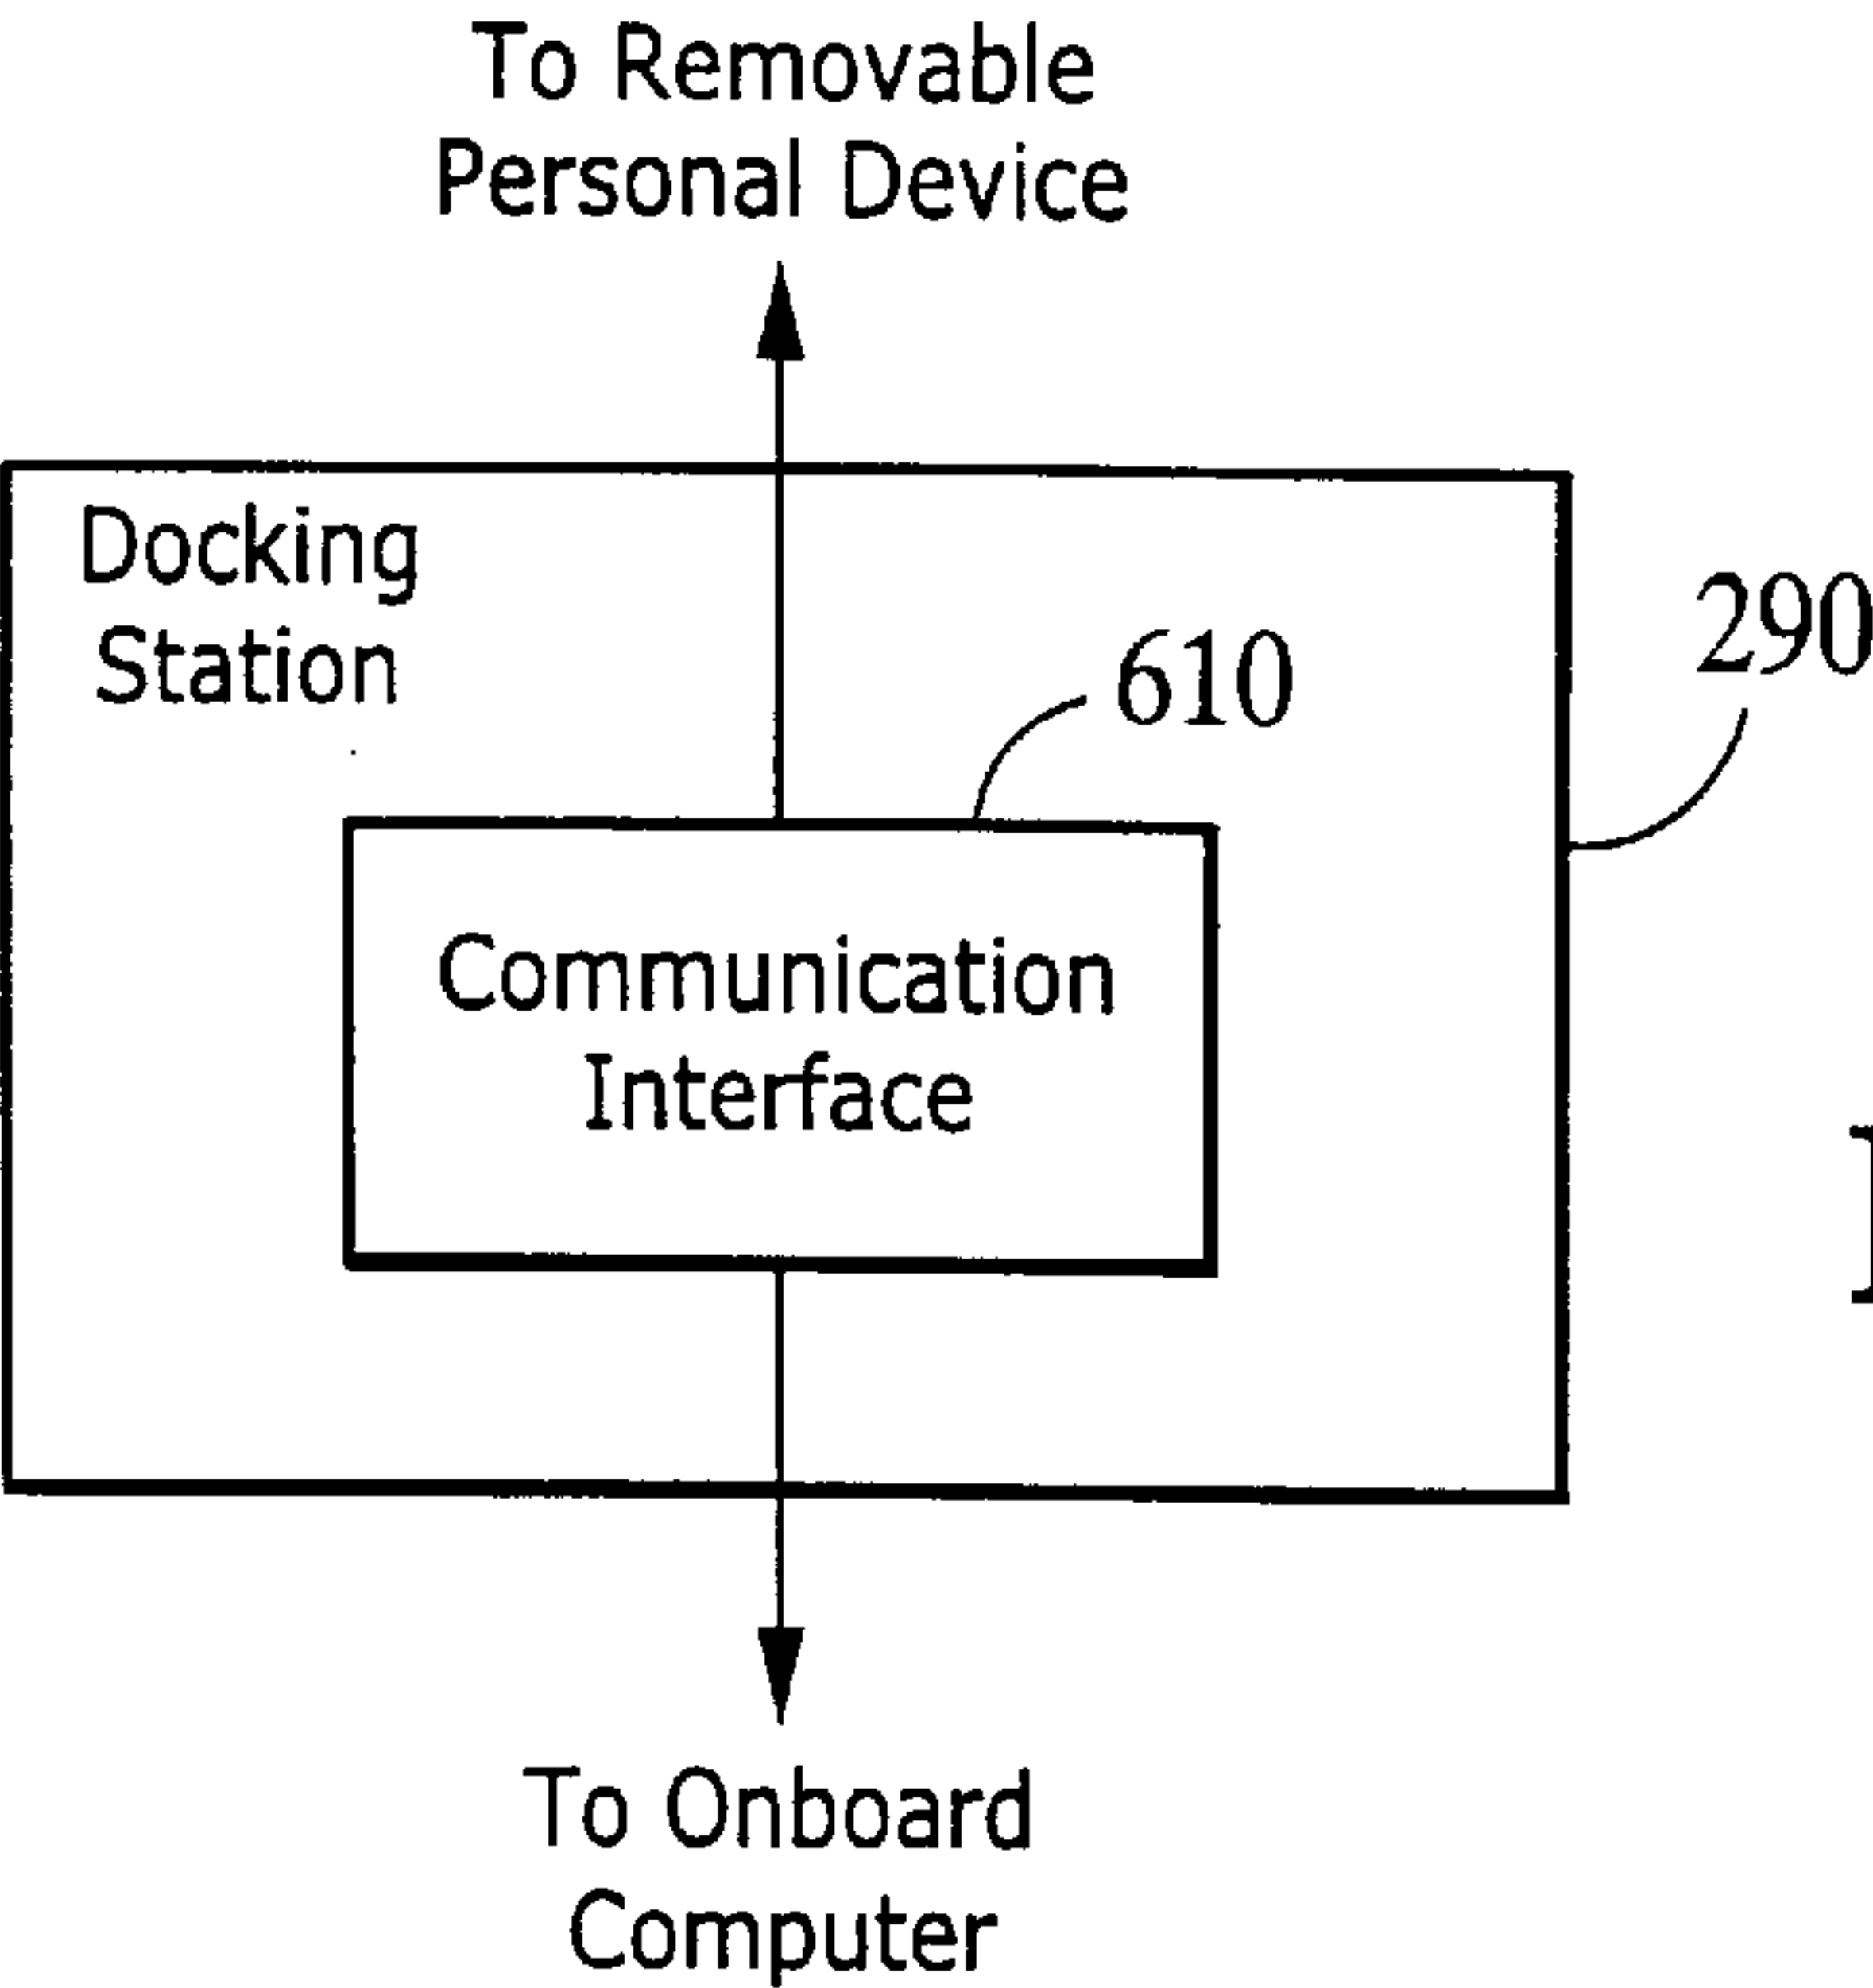 To Removable
Personal Device
Docking
Station
290
610
Communication
Interface
To Onboard
Computer